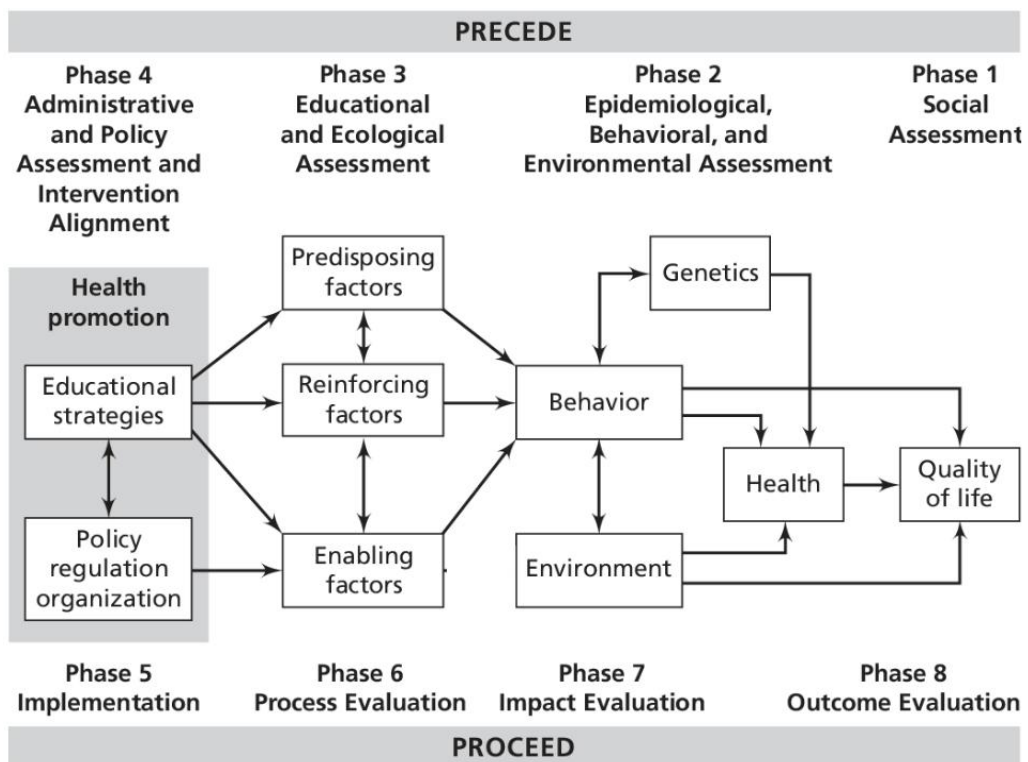 PRECEDE
Phase 4
Administrative
and Policy
Assessment and
Intervention
Alignment
Phase 3
Educational
and Ecological
Assessment
Phase 2
Epidemiological,
Behavioral, and
Environmental Assessment
Phase 1
Social
Assessment
Health
promotion
Educational
strategies
Policy
regulation
organization
Predisposing
factors
Reinforcing
factors
Enabling
factors
Genetics
Behavior
Environment
Health
Quality
of life
Phase 5
Implementation
Phase 6
Process Evaluation
Phase 7
Impact Evaluation
Phase 8
Outcome Evaluation
PROCEED